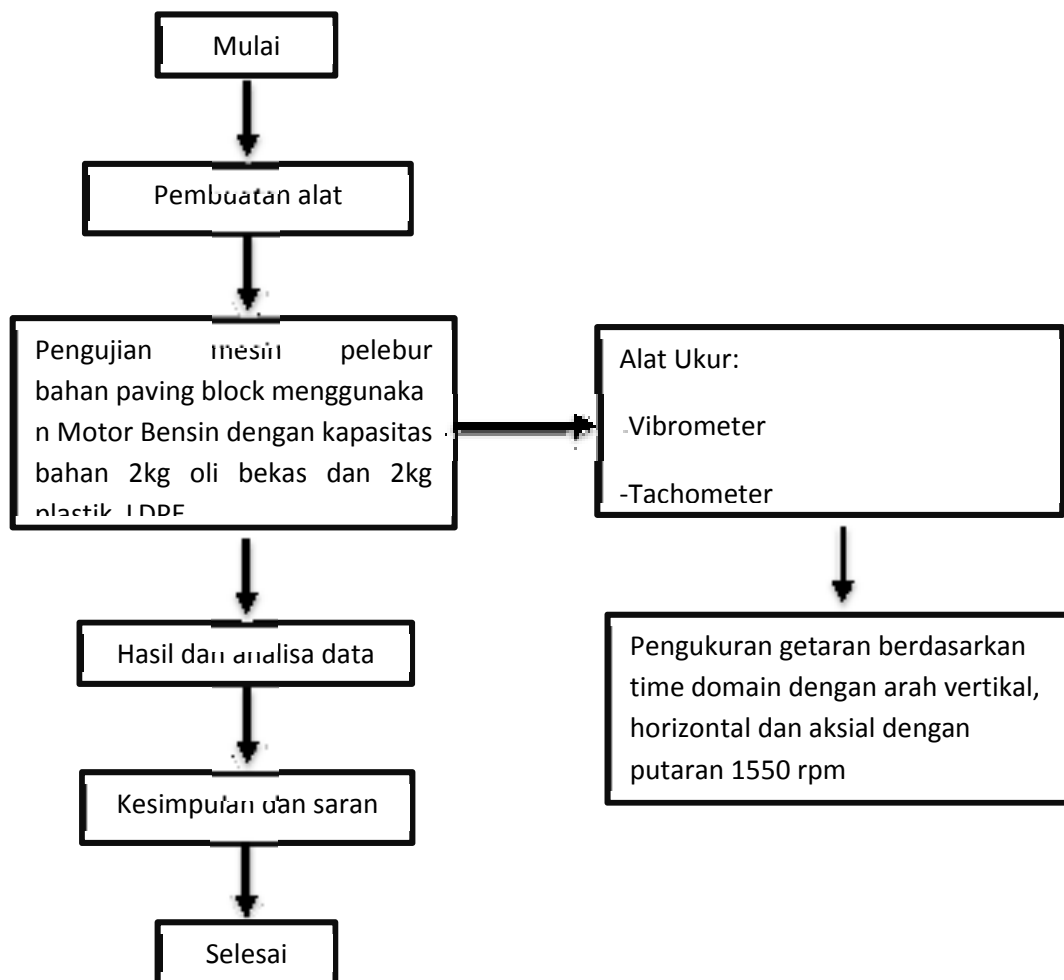 Mulai
Pembuatan alat
Pengujian mesin pelebur
bahan paving block menggunaka
n Motor Bensin dengan kapasitas
bahan 2kg oli bekas dan 2kg
plastik LDPE
Alat Ukur:
-Vibrometer
-Tachometer
Pengukuran getaran berdasarkan
time domain dengan arah vertikal,
horizontal dan aksial dengan
putaran 1550 rpm
Hasil dan analisa data
Kesimpulan dan saran
Selesai